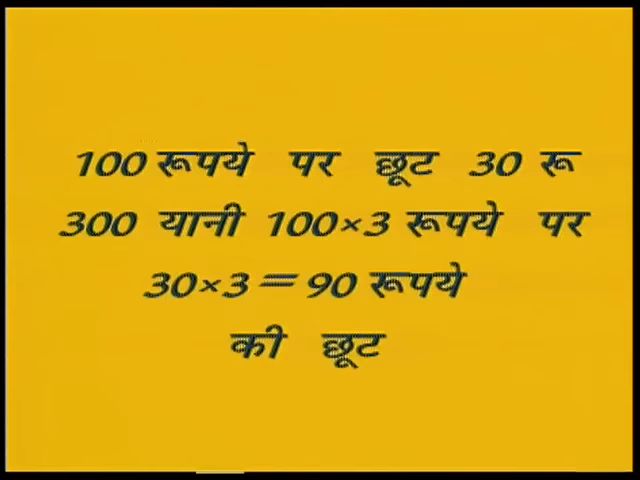 100 रूपये पर छूट 30 रू
300 यानी 100×3 रूपये पर
30×3=90 रूपये
की छूट